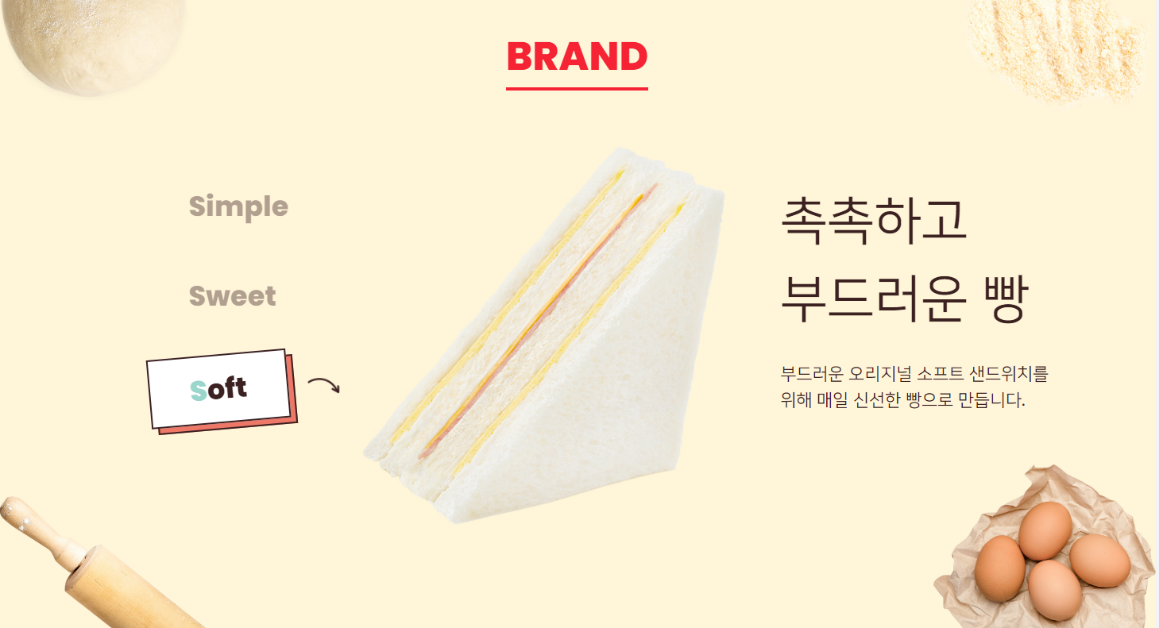 BRAND
Simple
Sweet
Soft
촉촉하고
부드러운 빵
부드러운 오리지널 소프트 샌드위치를
위해 매일 신선한 빵으로 만듭니다.